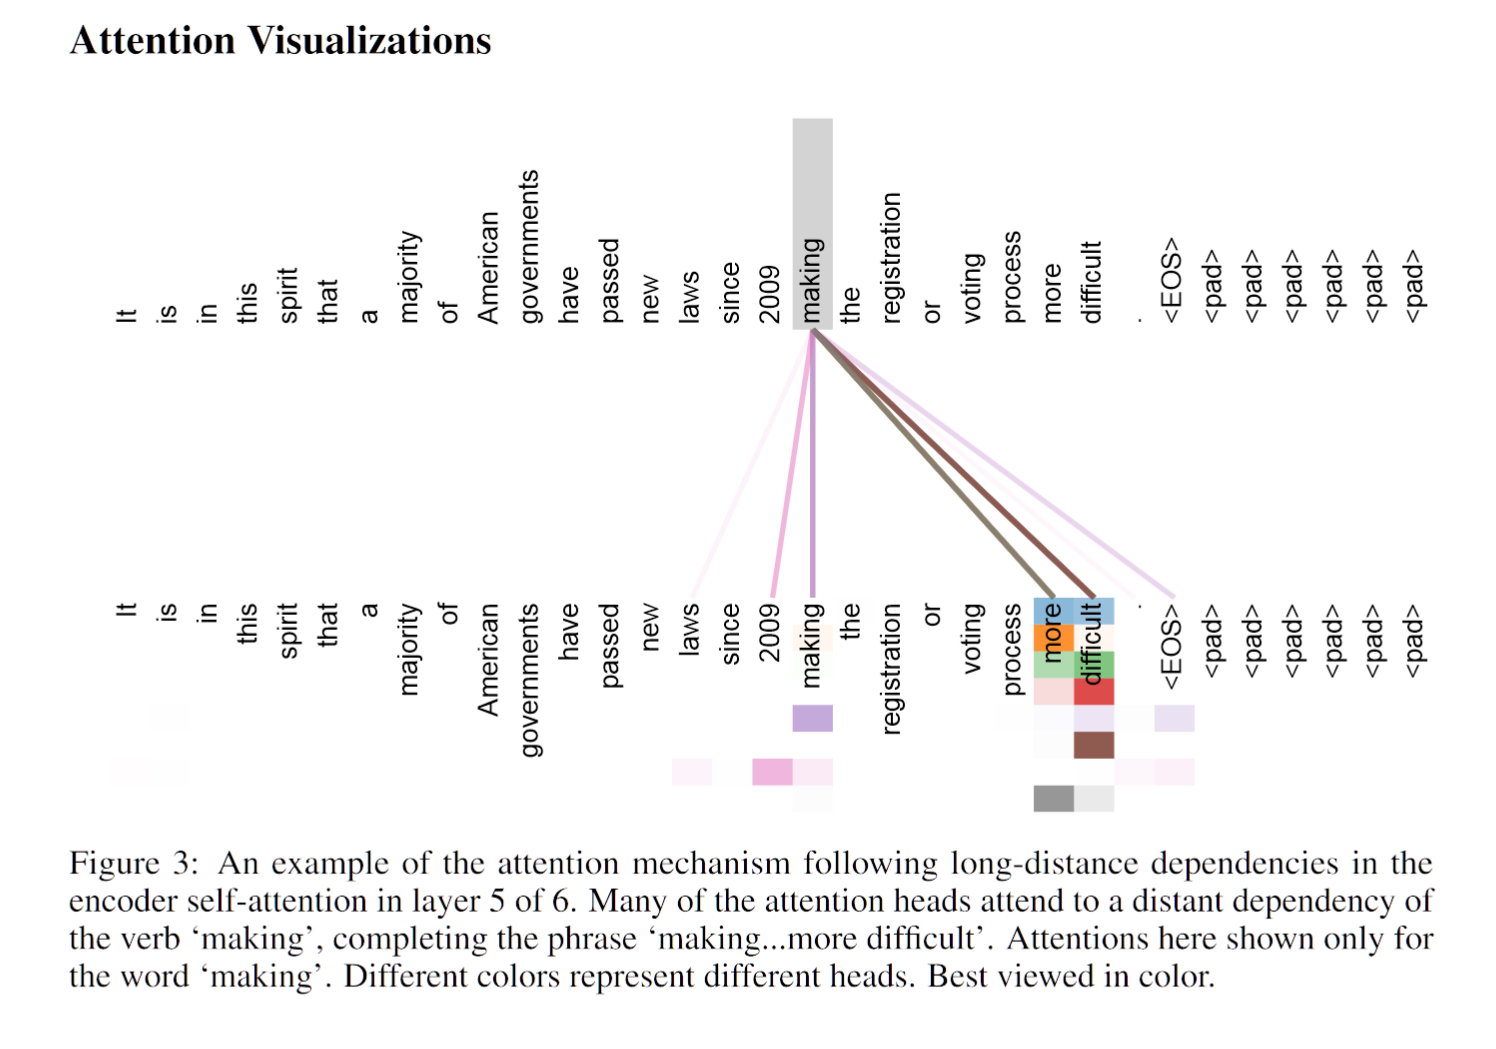 Attention Visualizations
It is in this spirit that a majority of American governments have passed new laws since 2009 making the registration or voting process more difficult . <EOS> <pad> <pad> <pad> <pad> <pad> <pad>
It is in this spirit that a majority of American governments have passed new laws since 2009 making the registration or voting process more difficult . <EOS> <pad> <pad> <pad> <pad> <pad> <pad>
Figure 3: An example of the attention mechanism following long-distance dependencies in the
encoder self-attention in layer 5 of 6. Many of the attention heads attend to a distant dependency of
the verb ‘making’, completing the phrase ‘making...more difficult’. Attentions here shown only for
the word ‘making’. Different colors represent different heads. Best viewed in color.